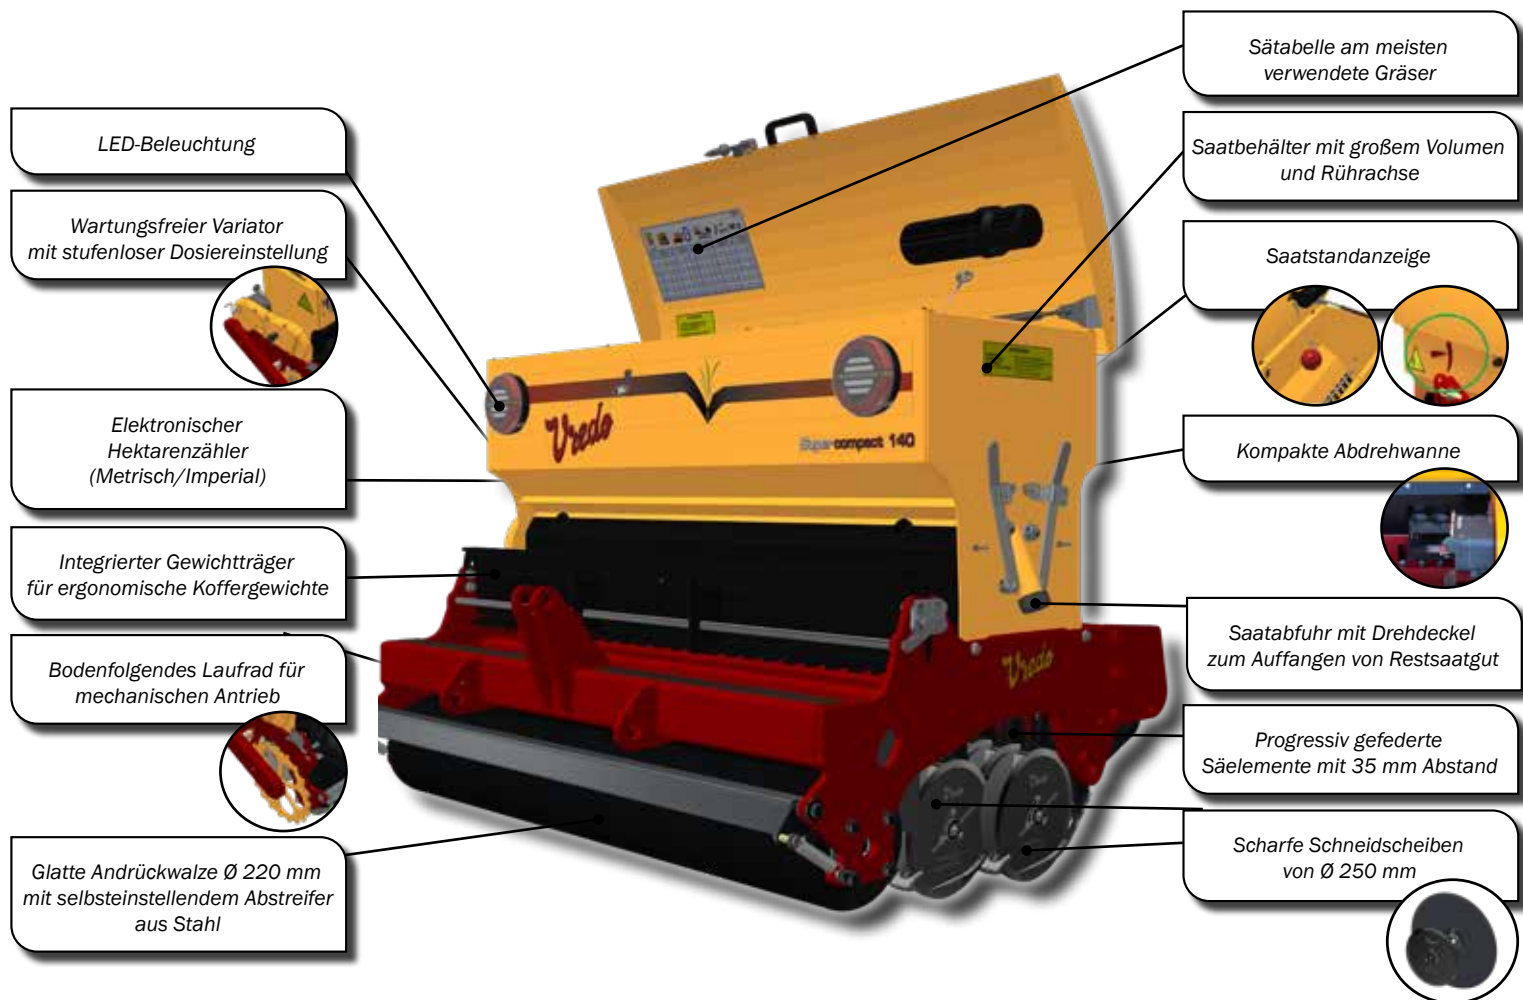 LED-Beleuchtung
Wartungsfreier Variator
mit stufenloser Dosiereinstellung
Elektronischer
Hektarenzähler
(Metrisch/Imperial)
Integrierter Gewichtträger
für ergonomische Koffergewichte
Bodenfolgendes Laufrad für
mechanischen Antrieb
Glatte Andrückwalze Ø 220 mm
mit selbsteinstellendem Abstreifer
aus Stahl
Vredo
Supercompact 140
Vredo
Sätabelle am meisten
verwendete Gräser
Saatbehälter mit großem Volumen
und Rührachse
Saatstandanzeige
Kompakte Abdrehwanne
Saatabfuhr mit Drehdeckel
zum Auffangen von Restsaatgut
Progressiv gefederte
Säelemente mit 35 mm Abstand
Scharfe Schneidscheiben
von Ø 250 mm